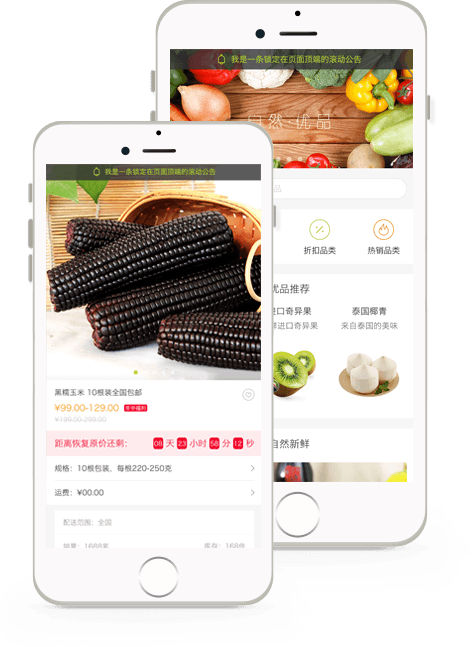 我是一条锁定在页面顶端的滚动公告
自然·优品
品
折扣品类
热销品类
优品推荐
进口奇异果
泰国椰青
鲜进口奇异果
来自泰国的美味
自然新鲜
我是一条锁定在页面顶端的滚动公告
黑糯玉米 10根装全国包邮
¥99.00-129.00
¥199.00-299.00
距离恢复原价还剩： 08 天 23 小时 58 分 12 秒
规格：10根包装、每根220-250克
运费：¥00.00
配送范围：全国
销量：1688笔
库存：168件